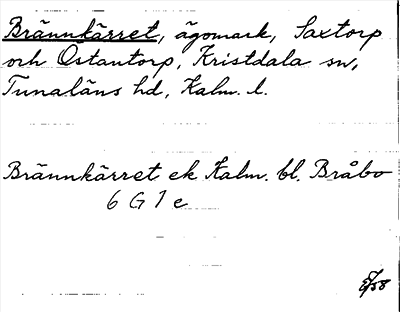 Brännkärret, ägomark, Saxtorp
och Östantorp, Kristdala sn,
Tunaläns hd, Kalm. l.
Brännkärret ek Kalm. bl. Bråbo
6 G 1 e